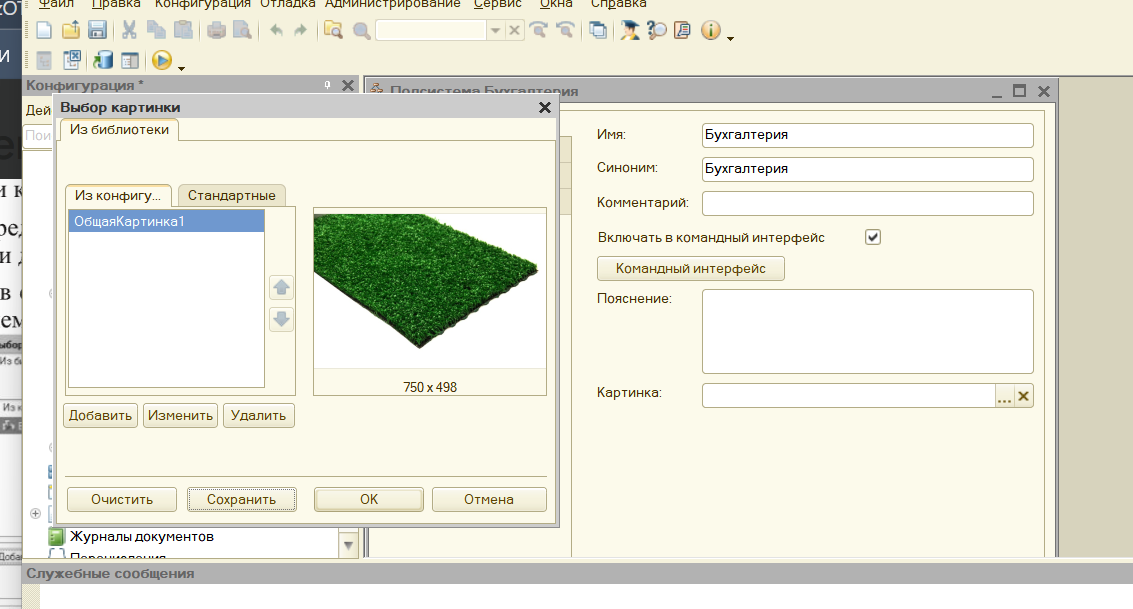 Файл Правка Конфигурация Отладка Администрирование Сервис Окна Справка
Конфигурация *
Подсистема Бухгалтерия
Выбор картинки
Из библиотеки
Из конфигу...
Стандартные
ОбщаяКартинка1
750 x 498
Добавить
Изменить
Удалить
Очистить
Сохранить
OK
Отмена
Имя:
Бухгалтерия
Синоним:
Бухгалтерия
Комментарий:
Включать в командный интерфейс
Командный интерфейс
Пояснение:
Картинка:
...
Журналы документов
Перечисления
Служебные сообщения